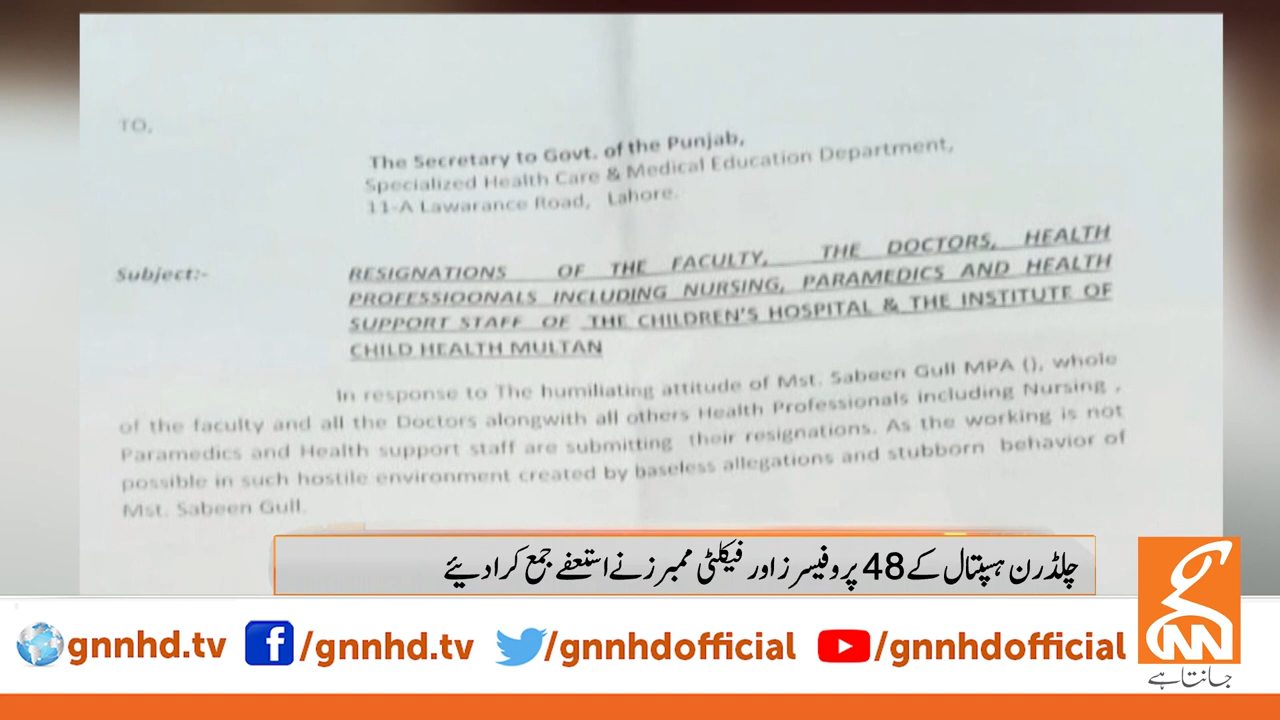 TO,
The Secretary to Govt. of the Punjab,
Specialized Health Care & Medical Education Department,
11-A Lawarance Road, Lahore.
Subject:- RESIGNATIONS OF THE FACULTY, THE DOCTORS, HEALTH
PROFESSIOONALS INCLUDING NURSING, PARAMEDICS AND HEALTH
SUPPORT STAFF OF THE CHILDREN'S HOSPITAL & THE INSTITUTE OF
CHILD HEALTH MULTAN
In response to The humiliating attitude of Mst. Sabeen Gull MPA (), whole
of the faculty and all the Doctors alongwith all others Health Professionals including Nursing ,
Paramedics and Health support staff are submitting their resignations. As the working is not
possible in such hostile environment created by baseless allegations and stubborn behavior of
Mst. Sabeen Gull.
چلڈرن ہسپتال کے 48 پروفیسرز اور فیکلٹی ممبرز نے استعفے جمع کرا دیئے
gnnhd.tv /gnnhd.tv /gnnhdofficial /gnnhdofficial
GNN
جانتا ہے